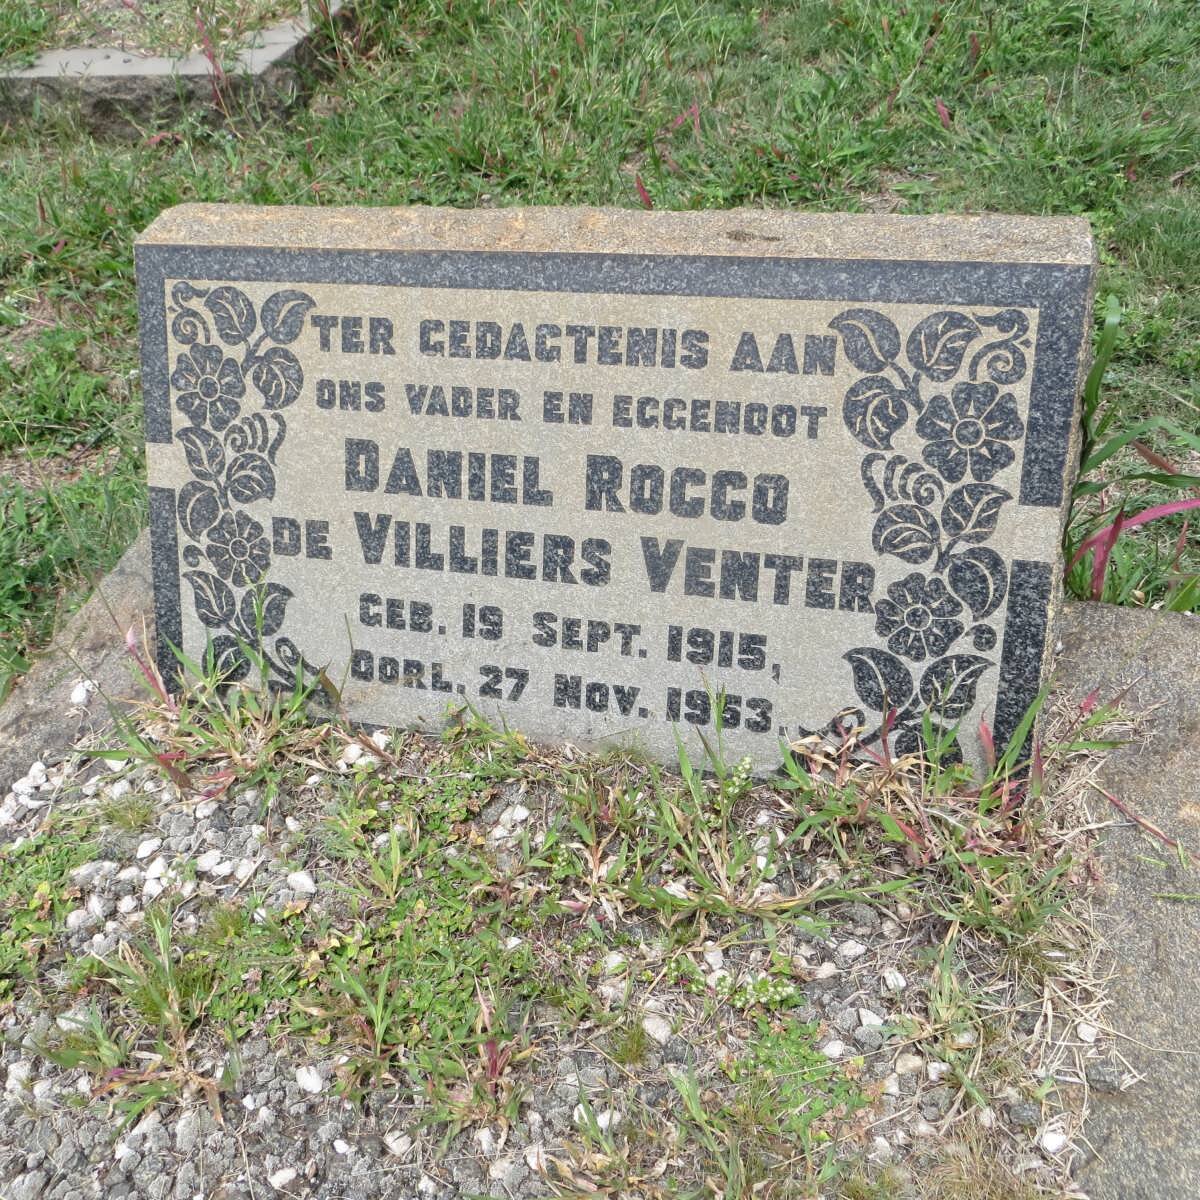 TER GEDAGTENIS AAN
ONS VADER EN EGGENOOT
DANIEL ROCCO
DE VILLIERS VENTER
GEB. 19 SEPT. 1915,
OORL. 27 NOV. 1953.